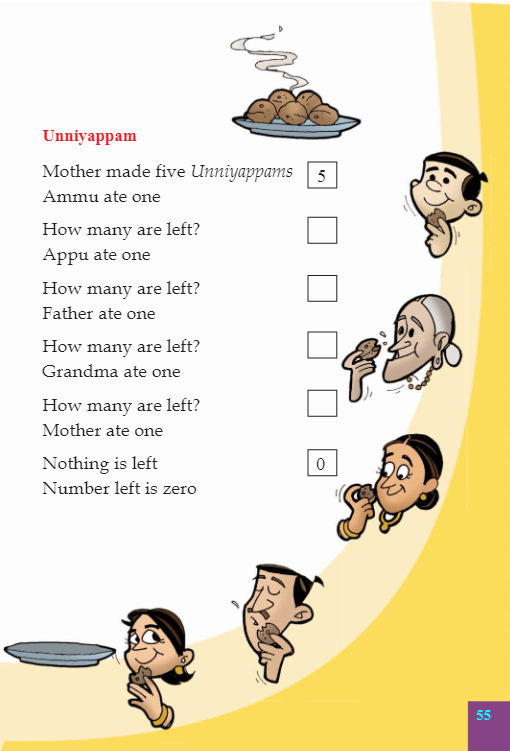 Unniyappam
Mother made five Unniyappams 5
Ammu ate one
How many are left?
Appu ate one
How many are left?
Father ate one
How many are left?
Grandma ate one
How many are left?
Mother ate one
Nothing is left 0
Number left is zero
55